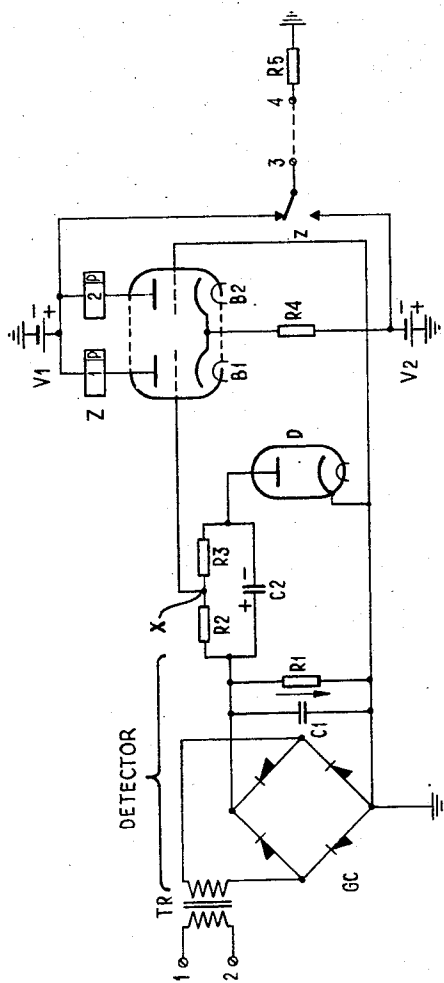 1
2
TR
DETECTOR
GC
C1
R1
X
R2
R3
+ -
C2
D
V1
- +
Z
1 P
2 P
B1
B2
R4
V2
- +
z
3
4
R5